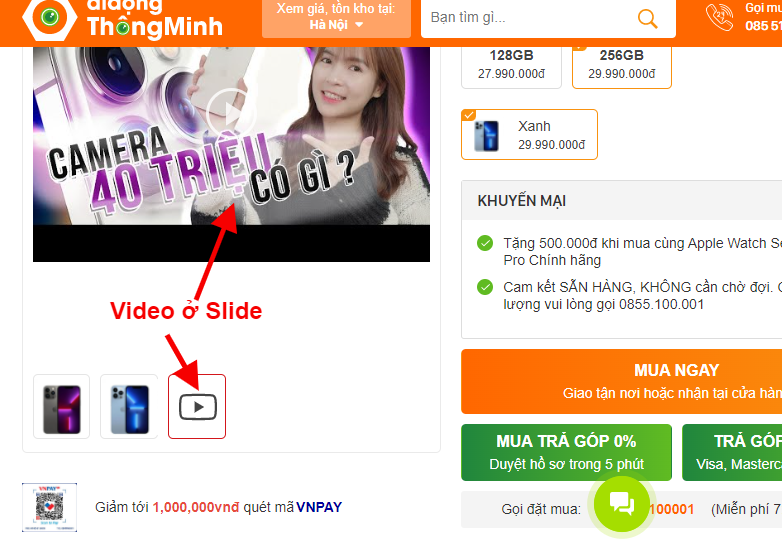 diđộng
ThôngMinh
Xem giá, tồn kho tại:
Hà Nội
Bạn tìm gì...
Gọi mu
085 51
128GB
27.990.000đ
256GB
29.990.000đ
CAMERA
40 TRIỆU
CÓ GÌ ?
Xanh
29.990.000đ
KHUYẾN MẠI
Tặng 500.000đ khi mua cùng Apple Watch Se
Pro Chính hãng
Cam kết SẴN HÀNG, KHÔNG cần chờ đợi. G
lượng vui lòng gọi 0855.100.001
Video ở Slide
MUA NGAY
Giao tận nơi hoặc nhận tại cửa hàn
MUA TRẢ GÓP 0%
Duyệt hồ sơ trong 5 phút
TRẢ GÓP
Visa, Masterca
VNPAY
Giảm tới 1,000,000vnđ quét mã VNPAY
Gọi đặt mua:
100001
(Miễn phí 7